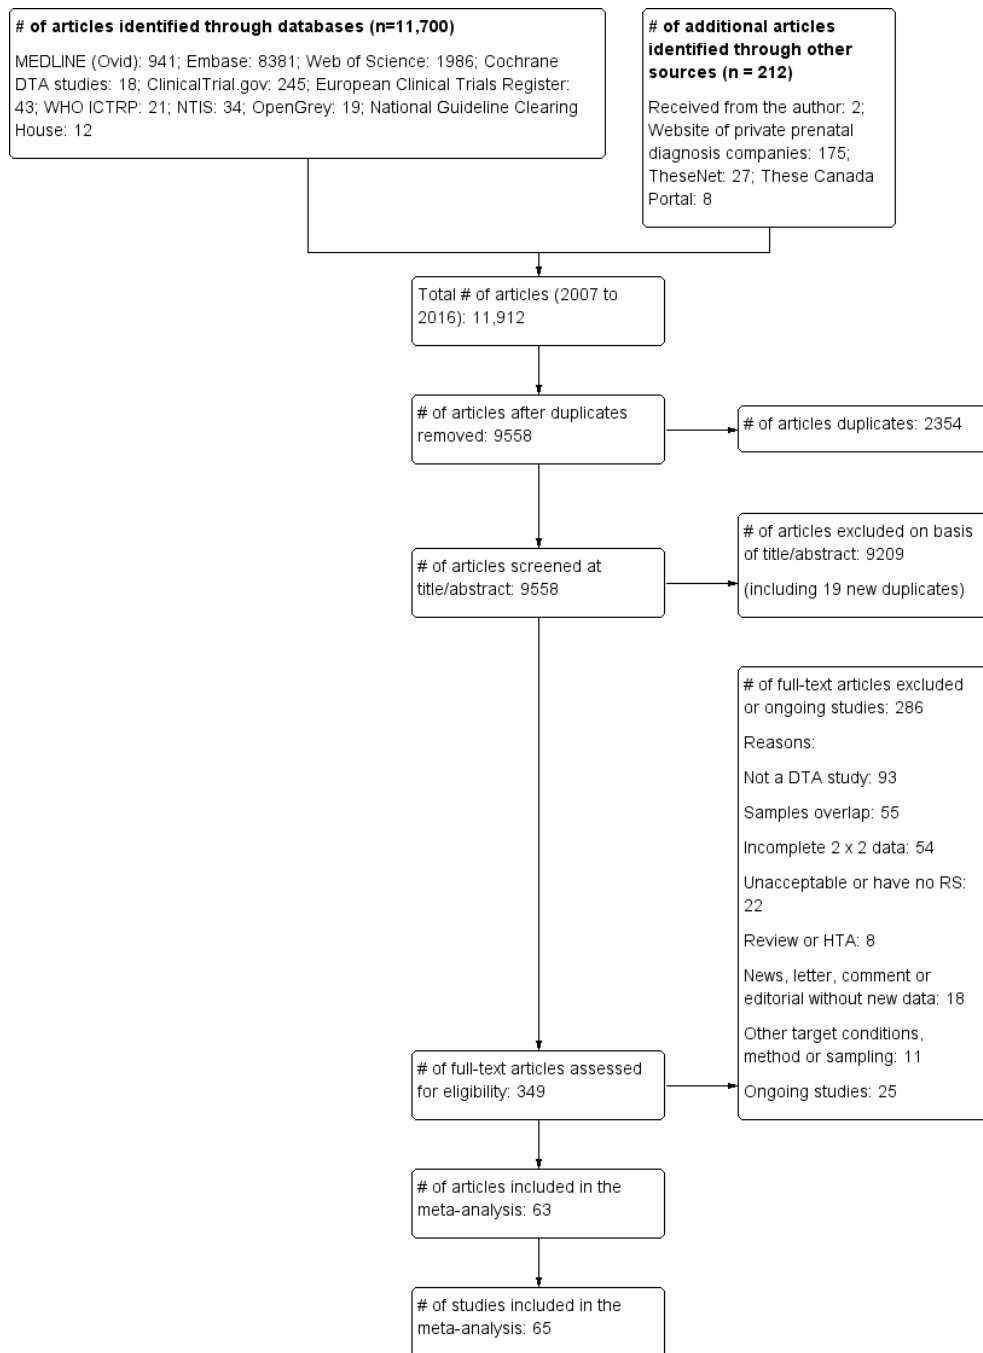 # of articles identified through databases (n=11,700)
MEDLINE (Ovid): 941; Embase: 8381; Web of Science: 1986; Cochrane
DTA studies: 18; ClinicalTrial.gov: 245; European Clinical Trials Register:
43; WHO ICTRP: 21; NTIS: 34; OpenGrey: 19; National Guideline Clearing
House: 12
# of additional articles
identified through other
sources (n = 212)
Received from the author: 2;
Website of private prenatal
diagnosis companies: 175;
TheseNet: 27; These Canada
Portal: 8
Total # of articles (2007 to
2016): 11,912
# of articles after duplicates
removed: 9558
# of articles duplicates: 2354
# of articles screened at
title/abstract: 9558
# of articles excluded on basis
of title/abstract: 9209
(including 19 new duplicates)
# of full-text articles assessed
for eligibility: 349
# of full-text articles excluded
or ongoing studies: 286
Reasons:
Not a DTA study: 93
Samples overlap: 55
Incomplete 2 x 2 data: 54
Unacceptable or have no RS:
22
Review or HTA: 8
News, letter, comment or
editorial without new data: 18
Other target conditions,
method or sampling: 11
Ongoing studies: 25
# of articles included in the
meta-analysis: 63
# of studies included in the
meta-analysis: 65